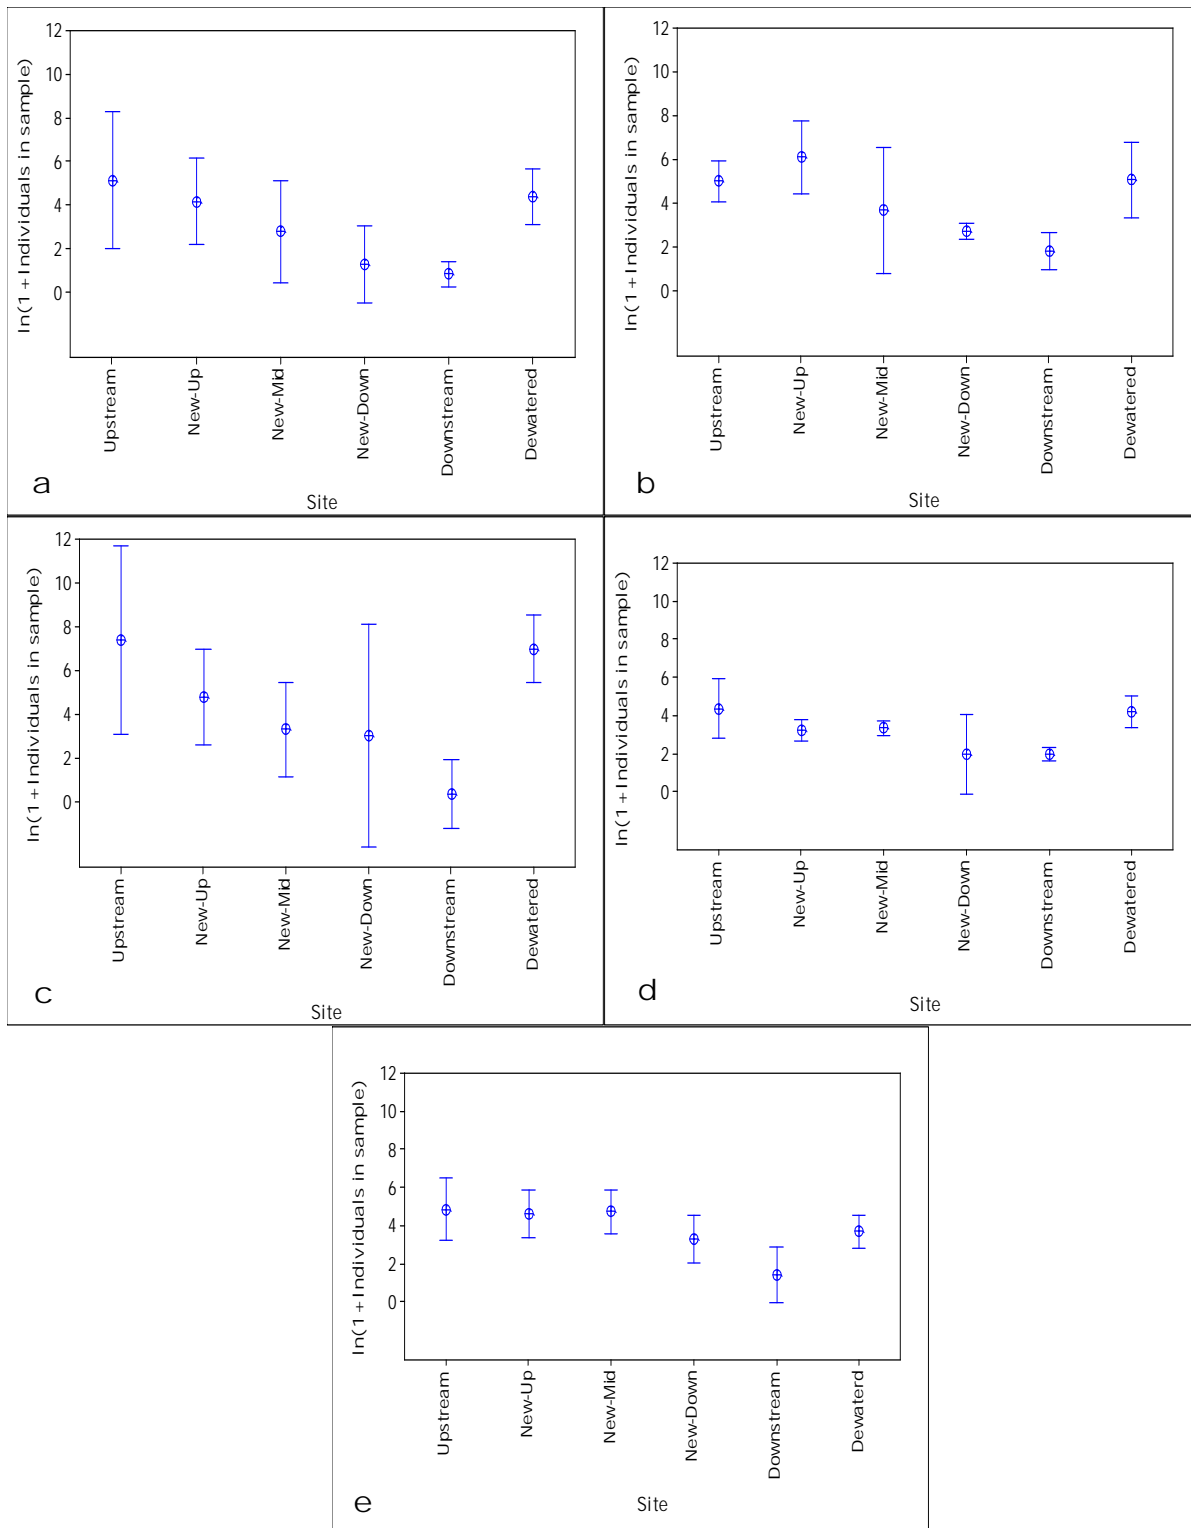 ln(1+Individuals in sample)
12
10
8
6
4
2
0
Upstream
New-Up
New-Mid
New-Down
Downstream
Dewatered
Site
a
ln(1+Individuals in sample)
12
10
8
6
4
2
0
Upstream
New-Up
New-Mid
New-Down
Downstream
Dewatered
Site
b
ln(1+Individuals in sample)
12
10
8
6
4
2
0
Upstream
New-Up
New-Mid
New-Down
Downstream
Dewatered
Site
c
ln(1+Individuals in sample)
12
10
8
6
4
2
0
Upstream
New-Up
New-Mid
New-Down
Downstream
Dewatered
Site
d
ln(1+Individuals in sample)
12
10
8
6
4
2
0
Upstream
New-Up
New-Mid
New-Down
Downstream
Dewaterd
Site
e